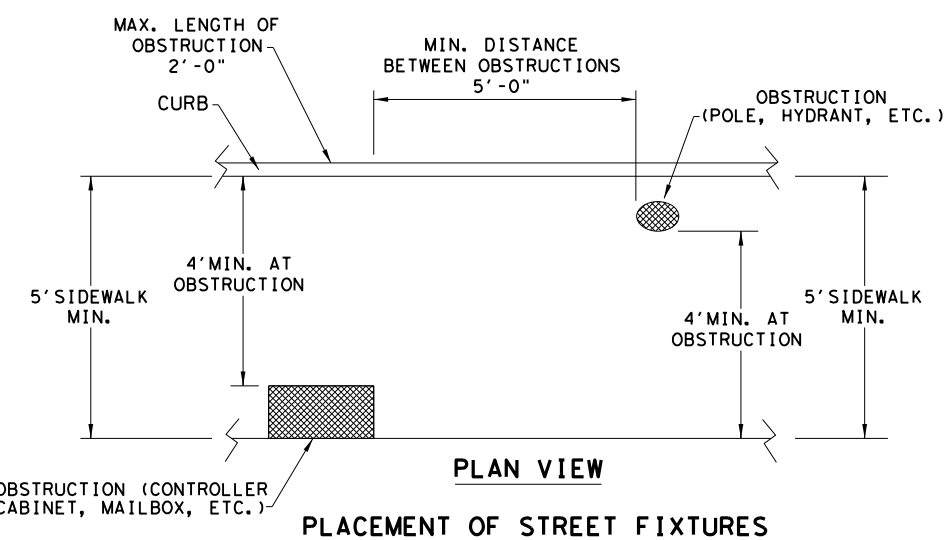 MAX. LENGTH OF
OBSTRUCTION
2'-0"
CURB
MIN. DISTANCE
BETWEEN OBSTRUCTIONS
5'-0"
OBSTRUCTION
(POLE, HYDRANT, ETC.)
5' SIDEWALK
MIN.
4' MIN. AT
OBSTRUCTION
4' MIN. AT
OBSTRUCTION
5' SIDEWALK
MIN.
OBSTRUCTION (CONTROLLER
CABINET, MAILBOX, ETC.)
PLAN VIEW
PLACEMENT OF STREET FIXTURES